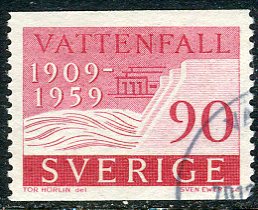 VATTENFALL
1909-
1959
90
SVERIGE
TOR HÖRLIN del. SVEN EWERT